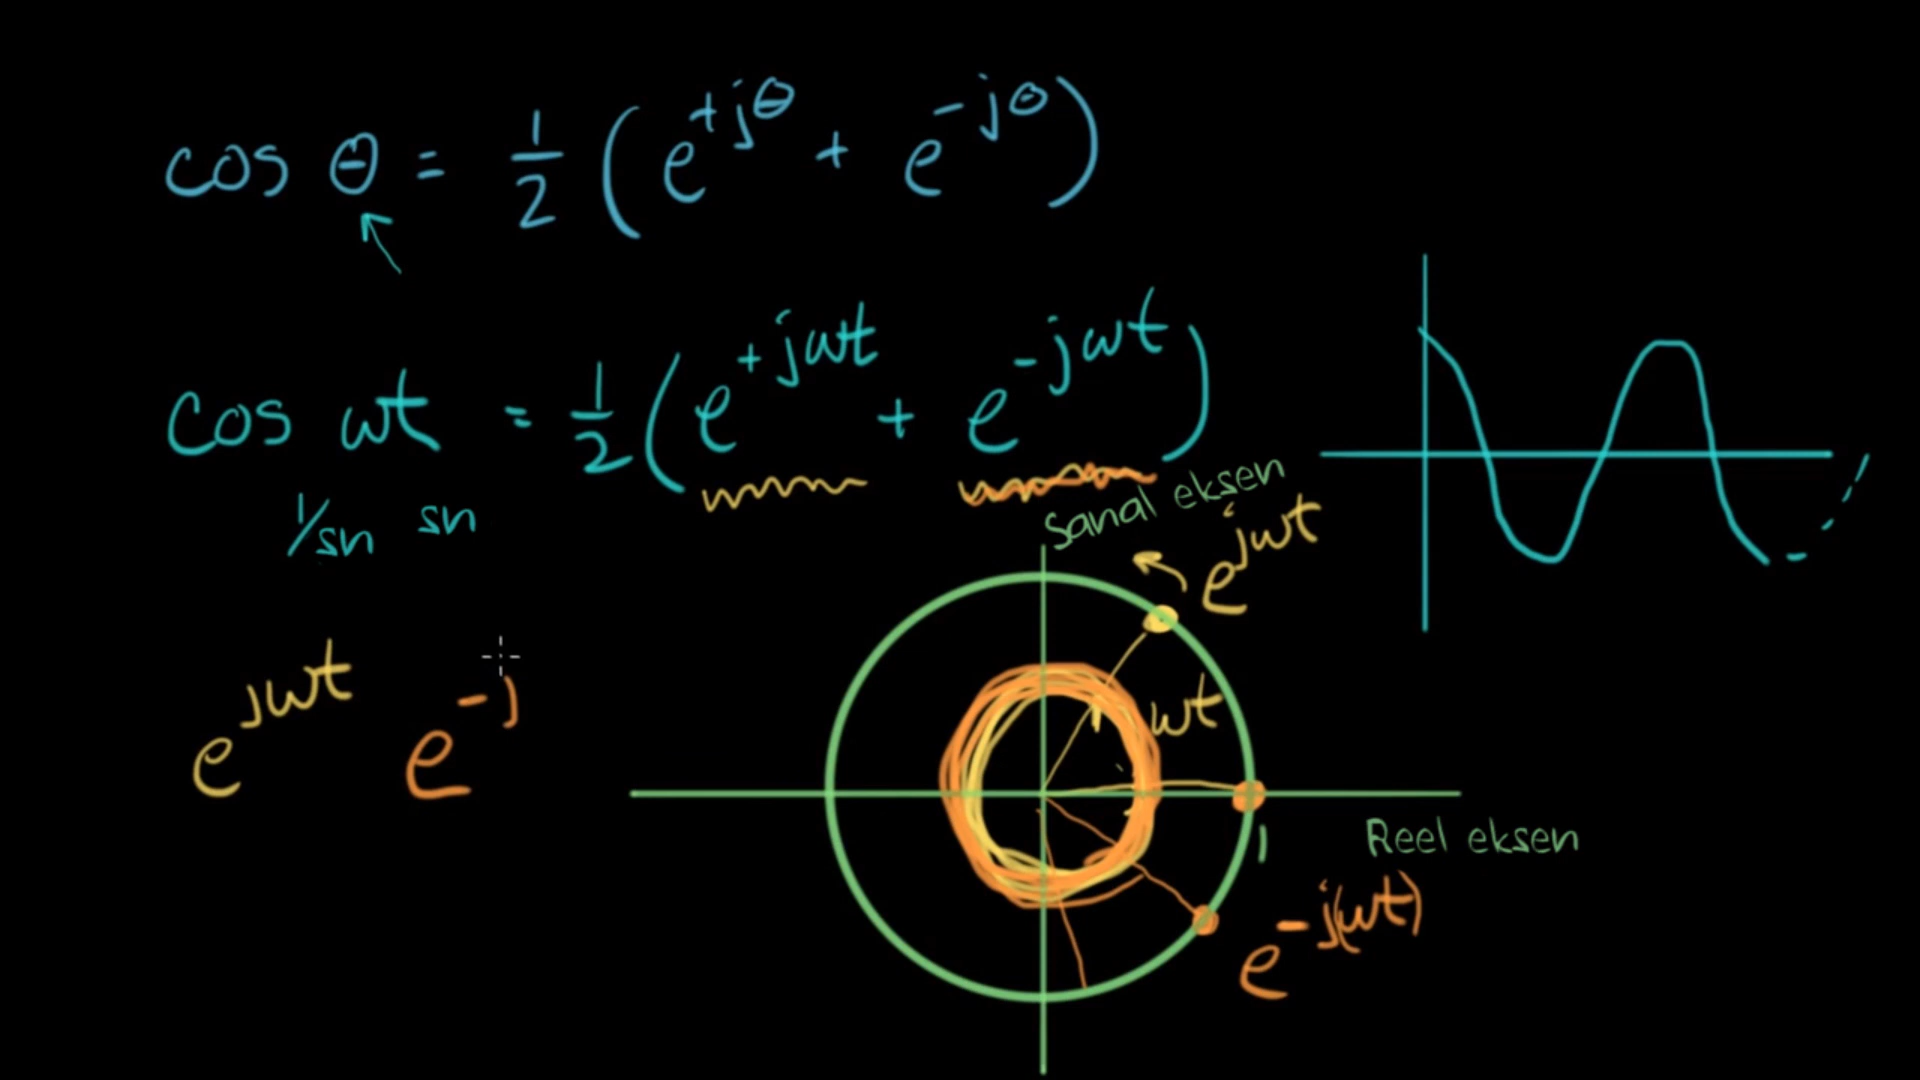 cos θ = 1/2 (e^{+jθ} + e^{-jθ})
cos ωt = 1/2 (e^{+jωt} + e^{-jωt})
1/sn sn
Sanal eksen
e^{jωt}
e^{jωt} e^{-j}
ωt
1
Reel eksen
e^{-j(ωt)}